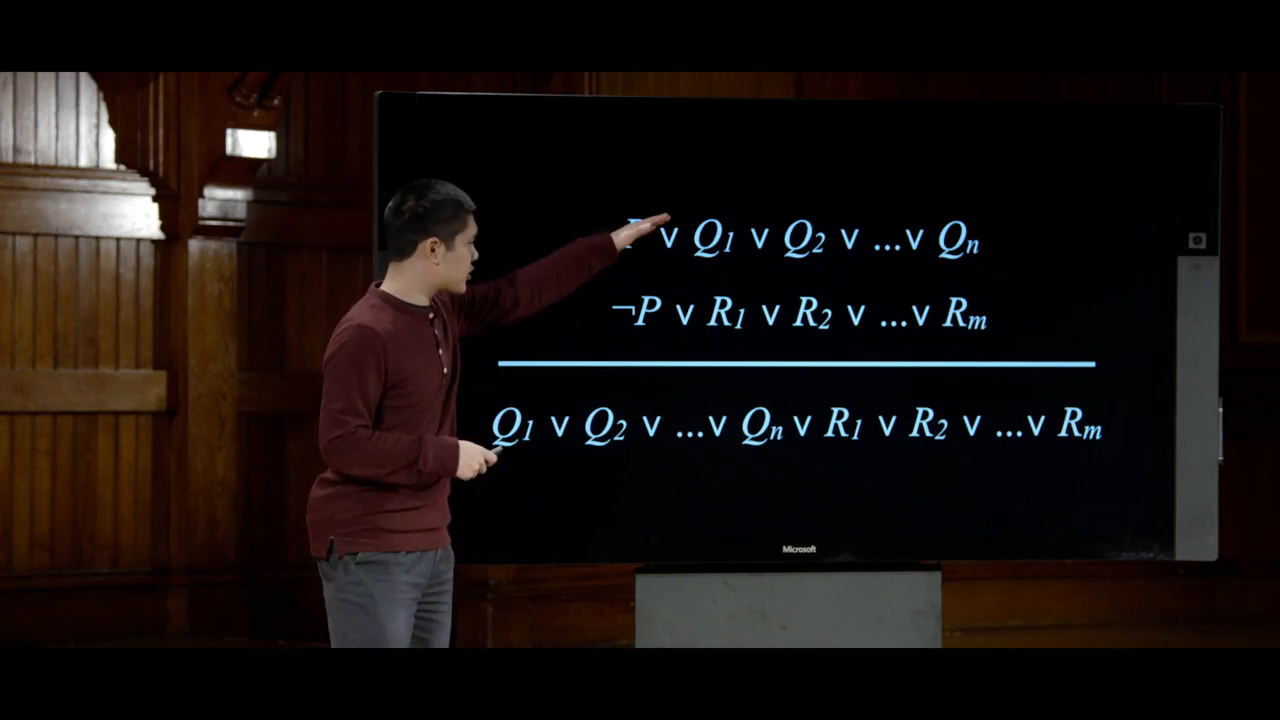 P ∨ Q₁ ∨ Q₂ ∨ ...∨ Qₙ
¬P ∨ R₁ ∨ R₂ ∨ ...∨ Rₘ
Q₁ ∨ Q₂ ∨ ...∨ Qₙ ∨ R₁ ∨ R₂ ∨ ...∨ Rₘ
Microsoft